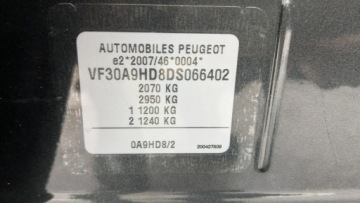 AUTOMOBILES PEUGEOT
e2*2007/46*0004*
VF30A9HD8DS066402
2070 KG
2950 KG
1 1200 KG
2 1240 KG
0A9HD8/2